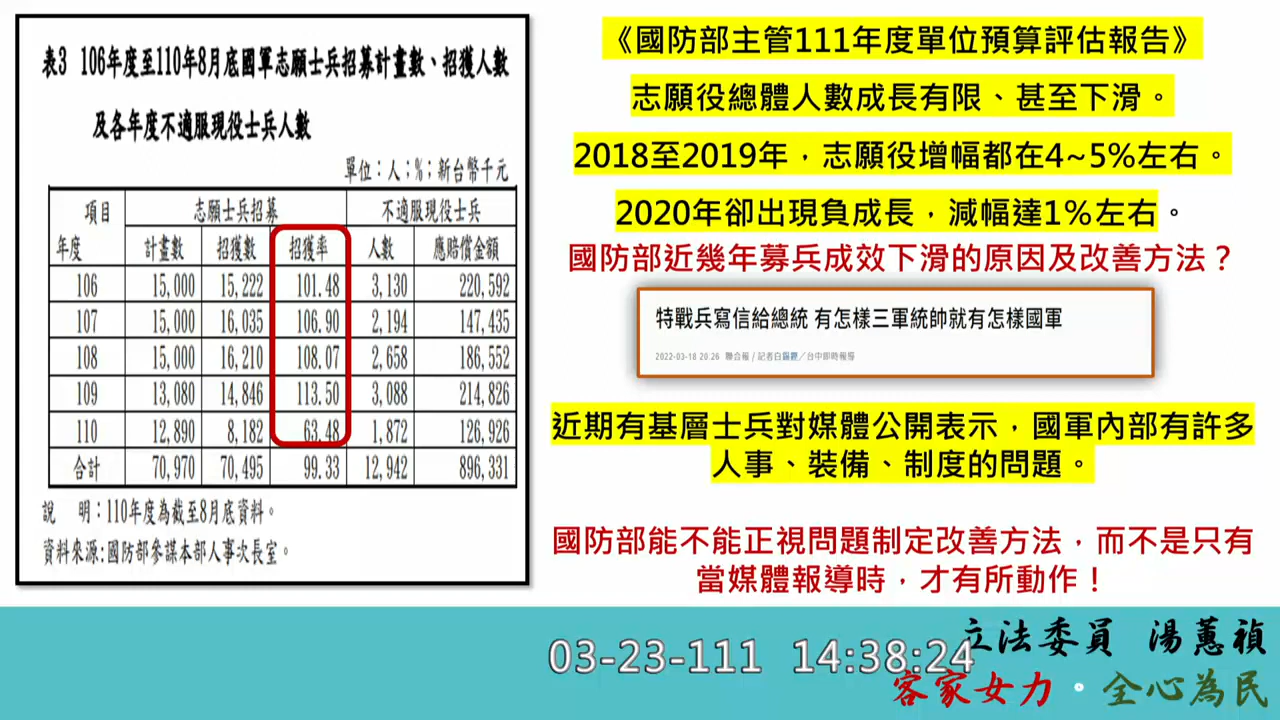 表3 106年度至110年8月底國軍志願士兵招募計畫數、招獲人數
及各年度不適服現役士兵人數
單位：人；%；新台幣千元
項目 志願士兵招募 不適服現役士兵
年度 計畫數 招獲數 招獲率 人數 應賠償金額
106 15,000 15,222 101.48 3,130 220,592
107 15,000 16,035 106.90 2,194 147,435
108 15,000 16,210 108.07 2,658 186,552
109 13,080 14,846 113.50 3,088 214,826
110 12,890 8,182 63.48 1,872 126,926
合計 70,970 70,495 99.33 12,942 896,331
說 明：110年度為截至8月底資料。
資料來源：國防部參謀本部人事次長室。
《國防部主管111年度單位預算評估報告》
志願役總體人數成長有限、甚至下滑。
2018至2019年，志願役增幅都在4~5%左右。
2020年卻出現負成長，減幅達1%左右。
國防部近幾年募兵成效下滑的原因及改善方法？
特戰兵寫信給總統 有怎樣三軍統帥就有怎樣國軍
2022-03-18 20:26 聯合報 / 記者白／台中即時報導
近期有基層士兵對媒體公開表示，國軍內部有許多
人事、裝備、制度的問題。
國防部能不能正視問題制定改善方法，而不是只有
當媒體報導時，才有所動作！
立法委員 湯蕙禎
03-23-111 14:38:24
客家女力・全心為民